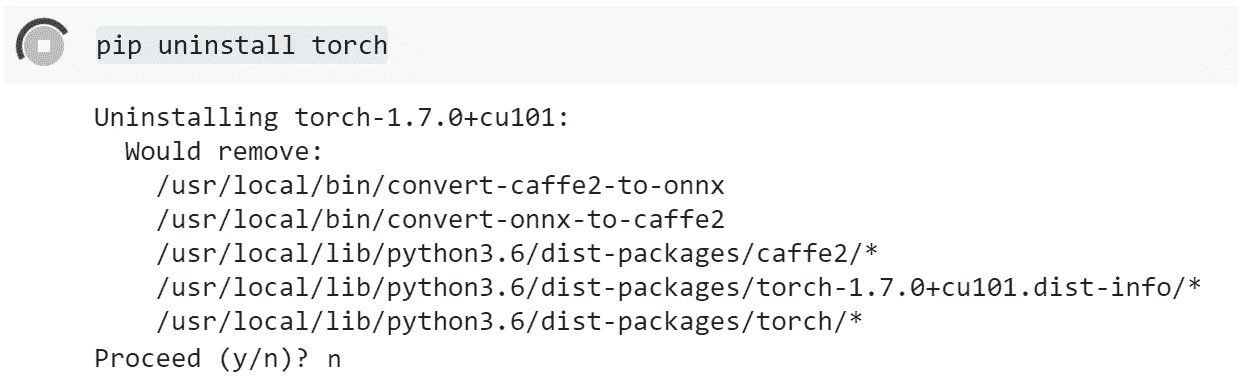 pip uninstall torch
Uninstalling torch-1.7.0+cu101:
  Would remove:
    /usr/local/bin/convert-caffe2-to-onnx
    /usr/local/bin/convert-onnx-to-caffe2
    /usr/local/lib/python3.6/dist-packages/caffe2/*
    /usr/local/lib/python3.6/dist-packages/torch-1.7.0+cu101.dist-info/*
    /usr/local/lib/python3.6/dist-packages/torch/*
Proceed (y/n)? n